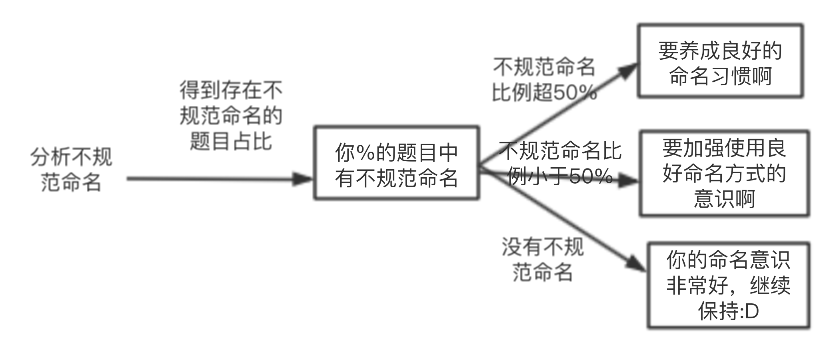 分析不规
范命名
得到存在不
规范命名的
题目占比
你%的题目中
有不规范命名
不规范命名
比例超50%
要养成良好的
命名习惯啊
不规范命名比
例小于50%
要加强使用良
好命名方式的
意识啊
没有不规
范命名
你的命名意识
非常好，继续
保持:D